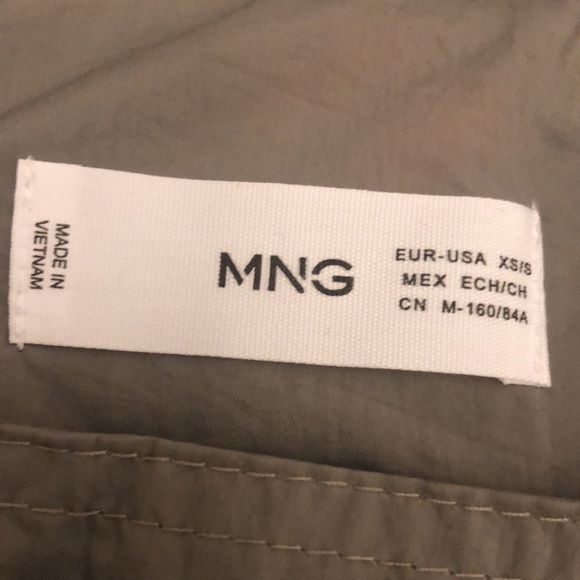 MADE IN
VIETNAM
MNG
EUR-USA XS/S
MEX ECH/CH
CN M-160/84A